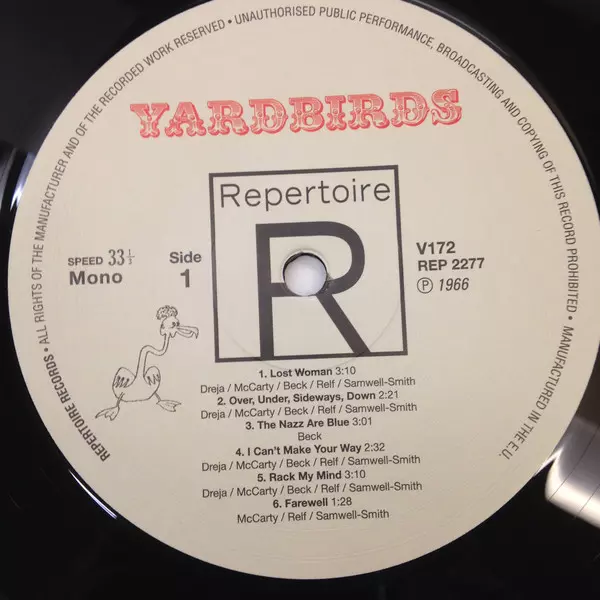 REPERTOIRE RECORDS • ALL RIGHTS OF THE MANUFACTURER AND OF THE RECORDED WORK RESERVED • UNAUTHORISED PUBLIC PERFORMANCE, BROADCASTING AND COPYING OF THIS RECORD PROHIBITED • MANUFACTURED IN THE E.U.
YARDBIRDS
Repertoire
R
SPEED 33 1/3
Mono
Side
1
V172
REP 2277
Ⓟ 1966
1. Lost Woman 3:10
Dreja / McCarty / Beck / Relf / Samwell-Smith
2. Over, Under, Sideways, Down 2:21
Dreja / McCarty / Beck / Relf / Samwell-Smith
3. The Nazz Are Blue 3:01
Beck
4. I Can't Make Your Way 2:32
Dreja / McCarty / Beck / Relf / Samwell-Smith
5. Rack My Mind 3:10
Dreja / McCarty / Beck / Relf / Samwell-Smith
6. Farewell 1:28
McCarty / Relf / Samwell-Smith